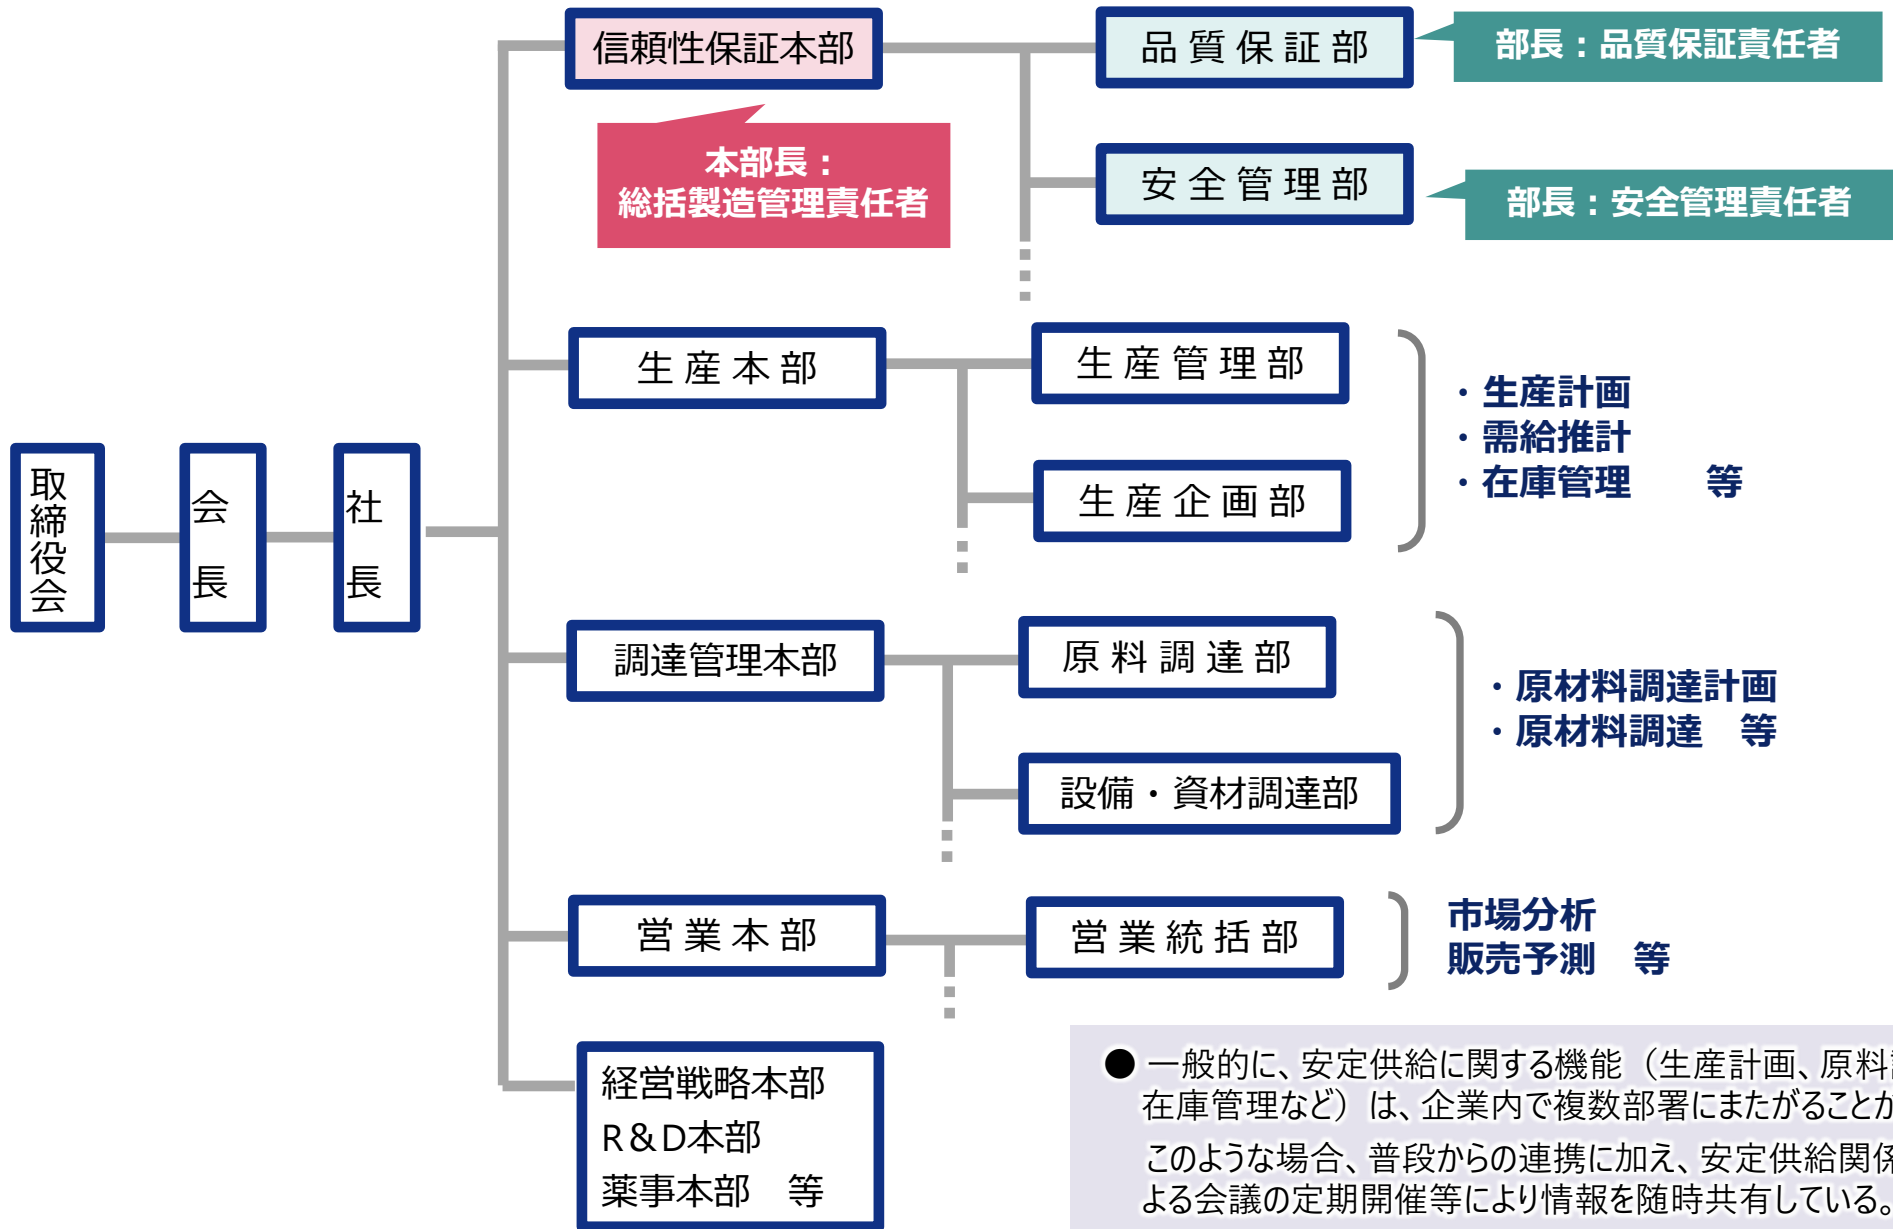 信頼性保証本部
品質保証部
部長：品質保証責任者
本部長：
総括製造管理責任者
安全管理部
部長：安全管理責任者
生産本部
生産管理部
生産企画部
・生産計画
・需給推計
・在庫管理　等
取締役会
会長
社長
調達管理本部
原料調達部
設備・資材調達部
・原材料調達計画
・原材料調達　等
営業本部
営業統括部
市場分析
販売予測　等
経営戦略本部
R＆D本部
薬事本部　等
● 一般的に、安定供給に関する機能（生産計画、原料
在庫管理など）は、企業内で複数部署にまたがることが
このような場合、普段からの連携に加え、安定供給関係
よる会議の定期開催等により情報を随時共有している。